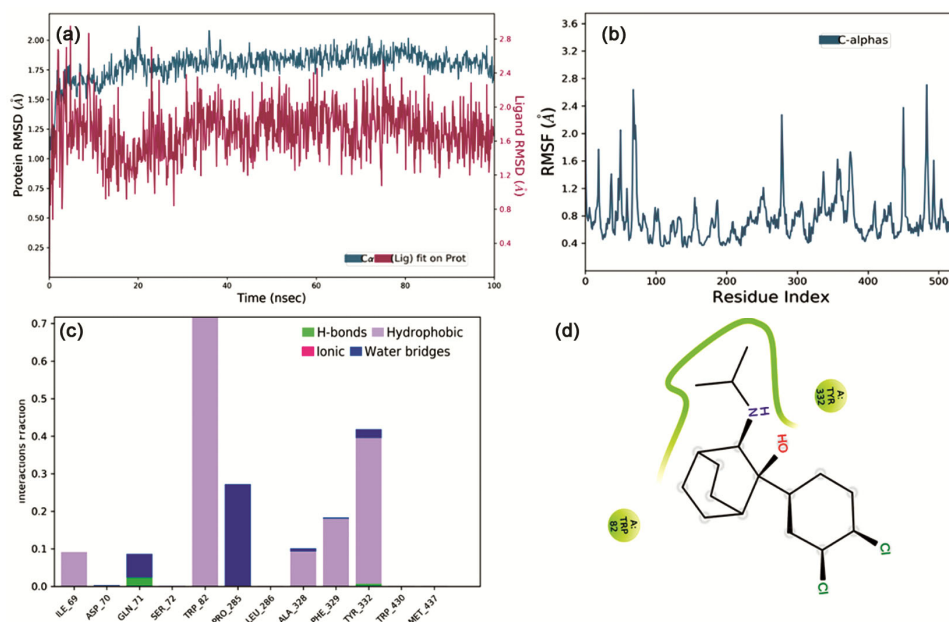 (a)
Protein RMSD (Å)
2.00
1.75
1.50
1.25
1.00
0.75
0.50
0.25
2.8
2.4
2.0
1.6
1.2
0.8
0.4
Ligand RMSD (Å)
Cα (Lig) fit on Prot
0 20 40 60 80 100
Time (nsec)
(b)
C-alphas
RMSF (Å)
3.6
3.2
2.8
2.4
2.0
1.6
1.2
0.8
0.4
0 100 200 300 400 500
Residue Index
(c)
H-bonds Hydrophobic
Ionic Water bridges
Interactions Fraction
0.7
0.6
0.5
0.4
0.3
0.2
0.1
0.0
ILE_69 ASP_70 GLN_71 SER_72 TRP_82 PRO_285 LEU_286 ALA_328 PHE_329 TYR_332 TRP_430 MET_437
(d)
A:
TYR
332
N H
HO
A:
TRP
82
Cl
Cl